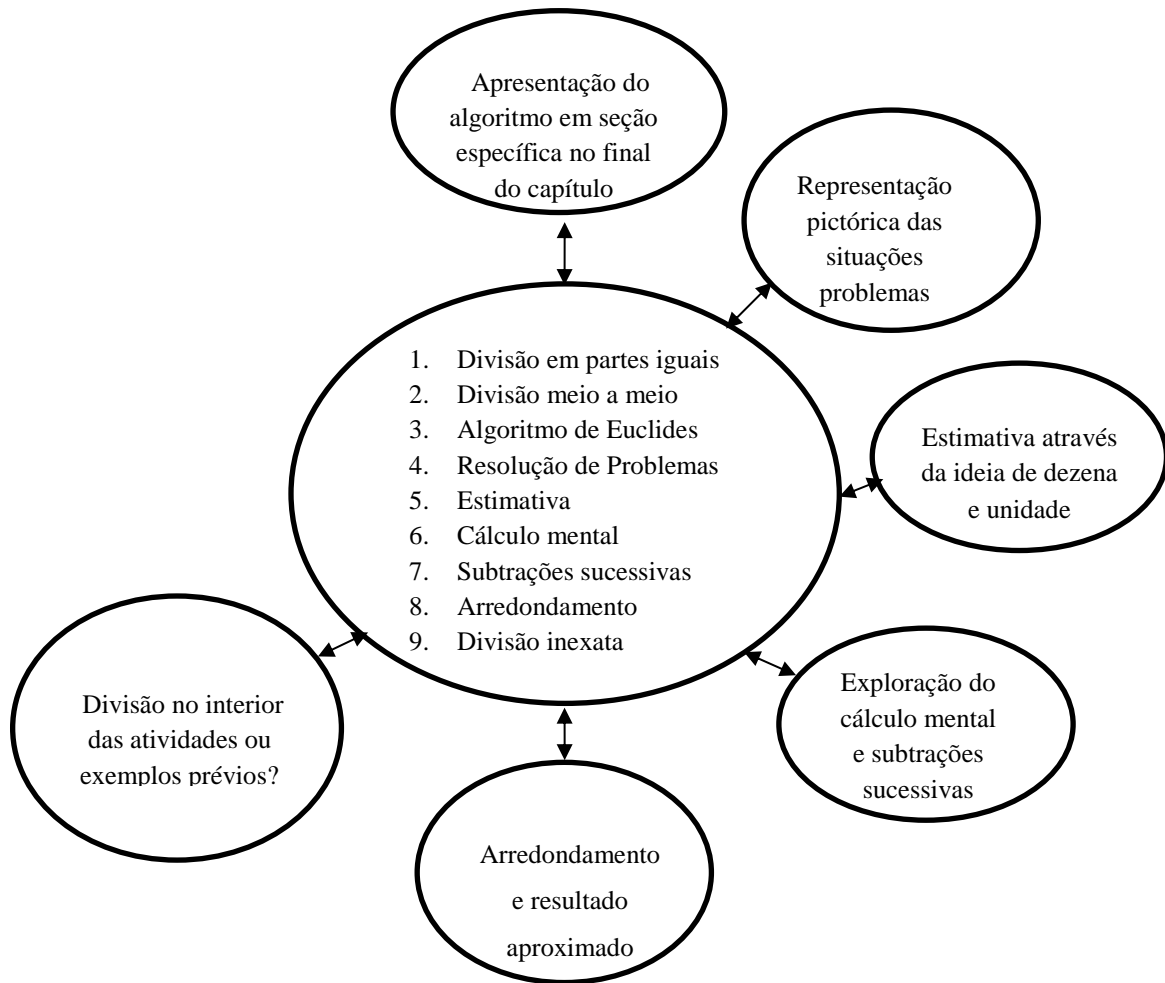 Apresentação do
algoritmo em seção
específica no final
do capítulo
Representação
pictórica das
situações
problemas
1. Divisão em partes iguais
2. Divisão meio a meio
3. Algoritmo de Euclides
4. Resolução de Problemas
5. Estimativa
6. Cálculo mental
7. Subtrações sucessivas
8. Arredondamento
9. Divisão inexata
Estimativa através
da ideia de dezena
e unidade
Exploração do
cálculo mental
e subtrações
sucessivas
Divisão no interior
das atividades ou
exemplos prévios?
Arredondamento
e resultado
aproximado